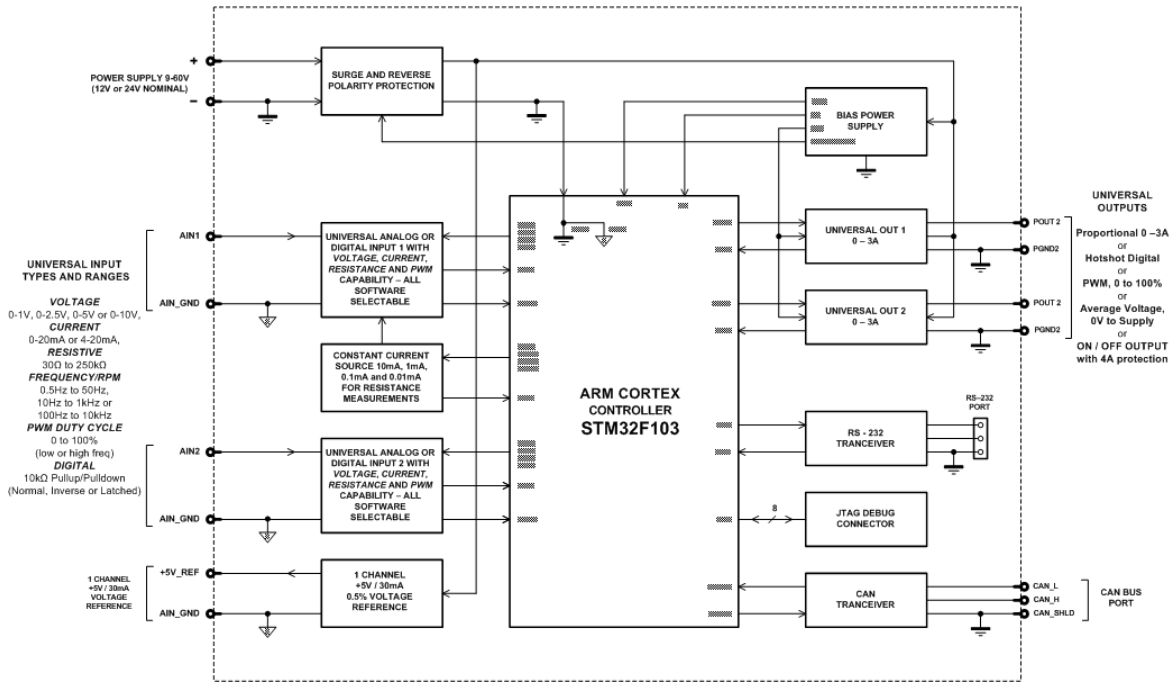 +
POWER SUPPLY 9-60V
(12V or 24V NOMINAL)
–
SURGE AND REVERSE
POLARITY PROTECTION
BIAS POWER
SUPPLY
UNIVERSAL INPUT
TYPES AND RANGES
VOLTAGE
0-1V, 0-2.5V, 0-5V or 0-10V,
CURRENT
0-20mA or 4-20mA,
RESISTIVE
30Ω to 250kΩ
FREQUENCY/RPM
0.5Hz to 50Hz,
10Hz to 1kHz or
100Hz to 10kHz
PWM DUTY CYCLE
0 to 100%
(low or high freq)
DIGITAL
10kΩ Pullup/Pulldown
(Normal, Inverse or Latched)
AIN1
AIN_GND
UNIVERSAL ANALOG OR
DIGITAL INPUT 1 WITH
VOLTAGE, CURRENT,
RESISTANCE AND PWM
CAPABILITY – ALL
SOFTWARE
SELECTABLE
CONSTANT CURRENT
SOURCE 10mA, 1mA,
0.1mA and 0.01mA
FOR RESISTANCE
MEASUREMENTS
AIN2
AIN_GND
UNIVERSAL ANALOG OR
DIGITAL INPUT 2 WITH
VOLTAGE, CURRENT,
RESISTANCE AND PWM
CAPABILITY – ALL
SOFTWARE
SELECTABLE
1 CHANNEL
+5V / 30mA
VOLTAGE
REFERENCE
+5V_REF
AIN_GND
1 CHANNEL
+5V / 30mA
0.5% VOLTAGE
REFERENCE
ARM CORTEX
CONTROLLER
STM32F103
UNIVERSAL OUT 1
0 – 3A
POUT 2
PGND2
UNIVERSAL OUT 2
0 – 3A
POUT 2
PGND2
UNIVERSAL
OUTPUTS
Proportional 0 –3A
or
Hotshot Digital
or
PWM, 0 to 100%
or
Average Voltage,
0V to Supply
or
ON / OFF OUTPUT
with 4A protection
RS - 232
TRANCEIVER
RS–232
PORT
8
JTAG DEBUG
CONNECTOR
CAN
TRANCEIVER
CAN_L
CAN_H
CAN_SHLD
CAN BUS
PORT